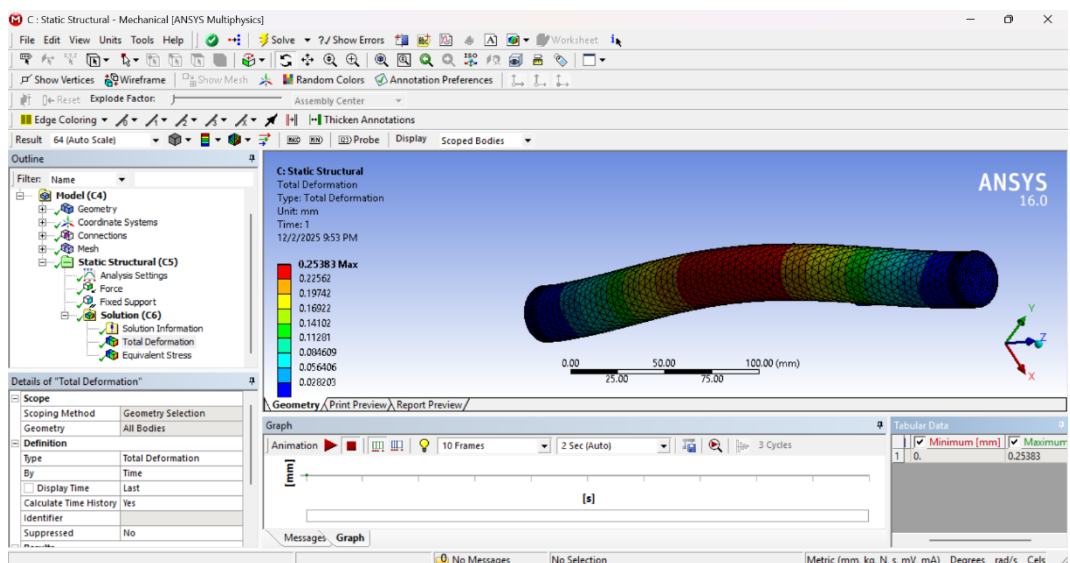 C : Static Structural - Mechanical [ANSYS Multiphysics]
File Edit View Units Tools Help Solve ?/ Show Errors Worksheet
Show Vertices Wireframe Show Mesh Random Colors Annotation Preferences
Reset Explode Factor: Assembly Center
Edge Coloring Thicken Annotations
Result 64 (Auto Scale) Probe Display Scoped Bodies
Outline
Filter: Name
Model (C4)
Geometry
Coordinate Systems
Connections
Mesh
Static Structural (C5)
Analysis Settings
Force
Fixed Support
Solution (C6)
Solution Information
Total Deformation
Equivalent Stress
Details of "Total Deformation"
Scope
Scoping Method Geometry Selection
Geometry All Bodies
Definition
Type Total Deformation
By Time
Display Time Last
Calculate Time History Yes
Identifier
Suppressed No
C: Static Structural
Total Deformation
Type: Total Deformation
Unit: mm
Time: 1
12/2/2025 9:53 PM
0.25383 Max
0.22562
0.19742
0.16922
0.14102
0.11281
0.084609
0.056406
0.028203
ANSYS
16.0
Y
Z
X
0.00 50.00 100.00 (mm)
25.00 75.00
Geometry Print Preview Report Preview
Graph
Animation 10 Frames 2 Sec (Auto) 3 Cycles
[mm]
[s]
Messages Graph
Tabular Data
Minimum [mm] Maximum
1 0. 0.25383
0 No Messages No Selection Metric (mm, kg, N, s, mV, mA) Degrees rad/s Cels